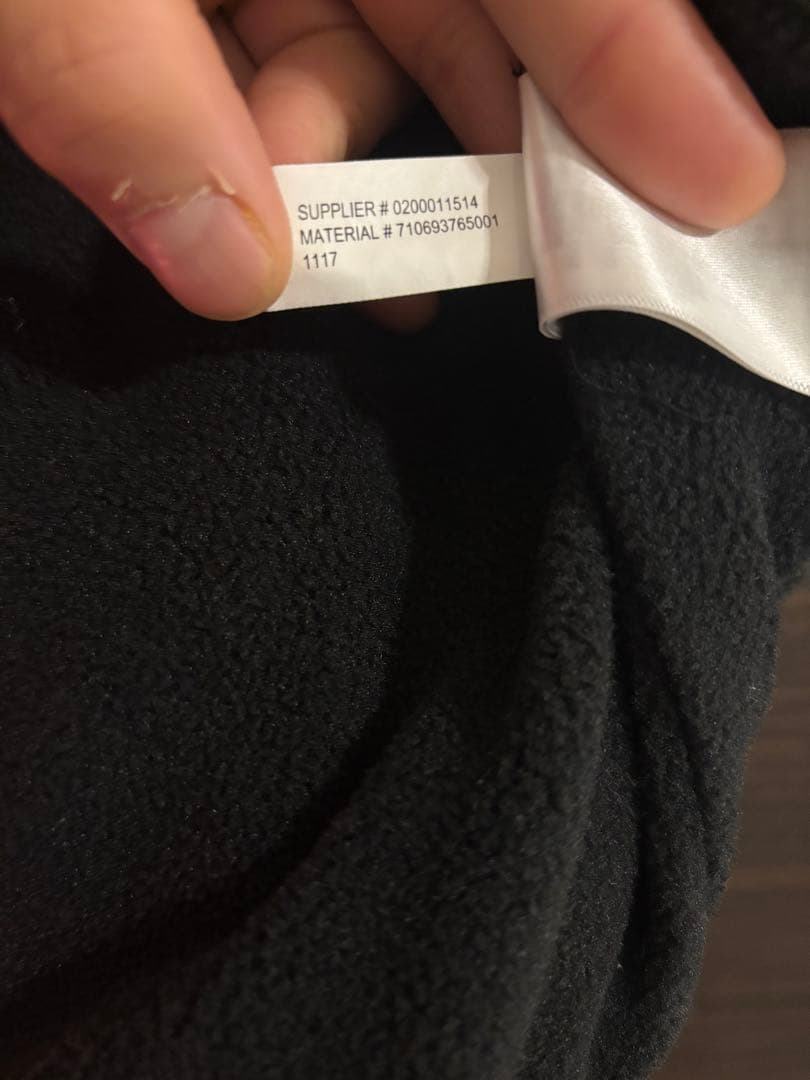 SUPPLIER # 0200011514
MATERIAL # 710693765001
1117